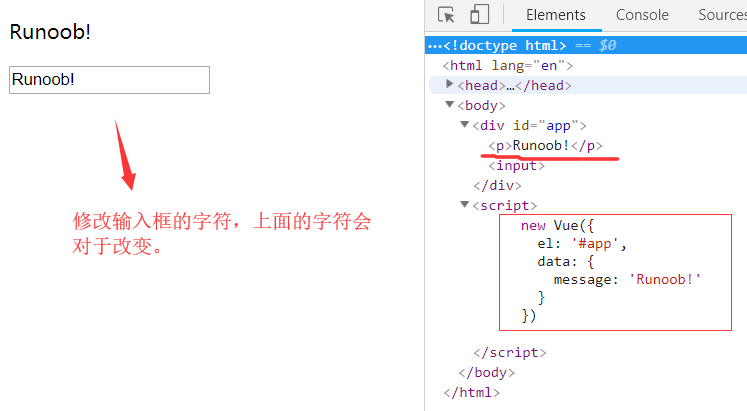 Runoob!
Runoob!
修改输入框的字符，上面的字符会
对于改变。
Elements Console Sources
…<!doctype html> == $0
<html lang="en">
<head>…</head>
<body>
<div id="app">
<p>Runoob!</p>
<input>
</div>
<script>
new Vue({
el: '#app',
data: {
message: 'Runoob!'
}
})
</script>
</body>
</html>